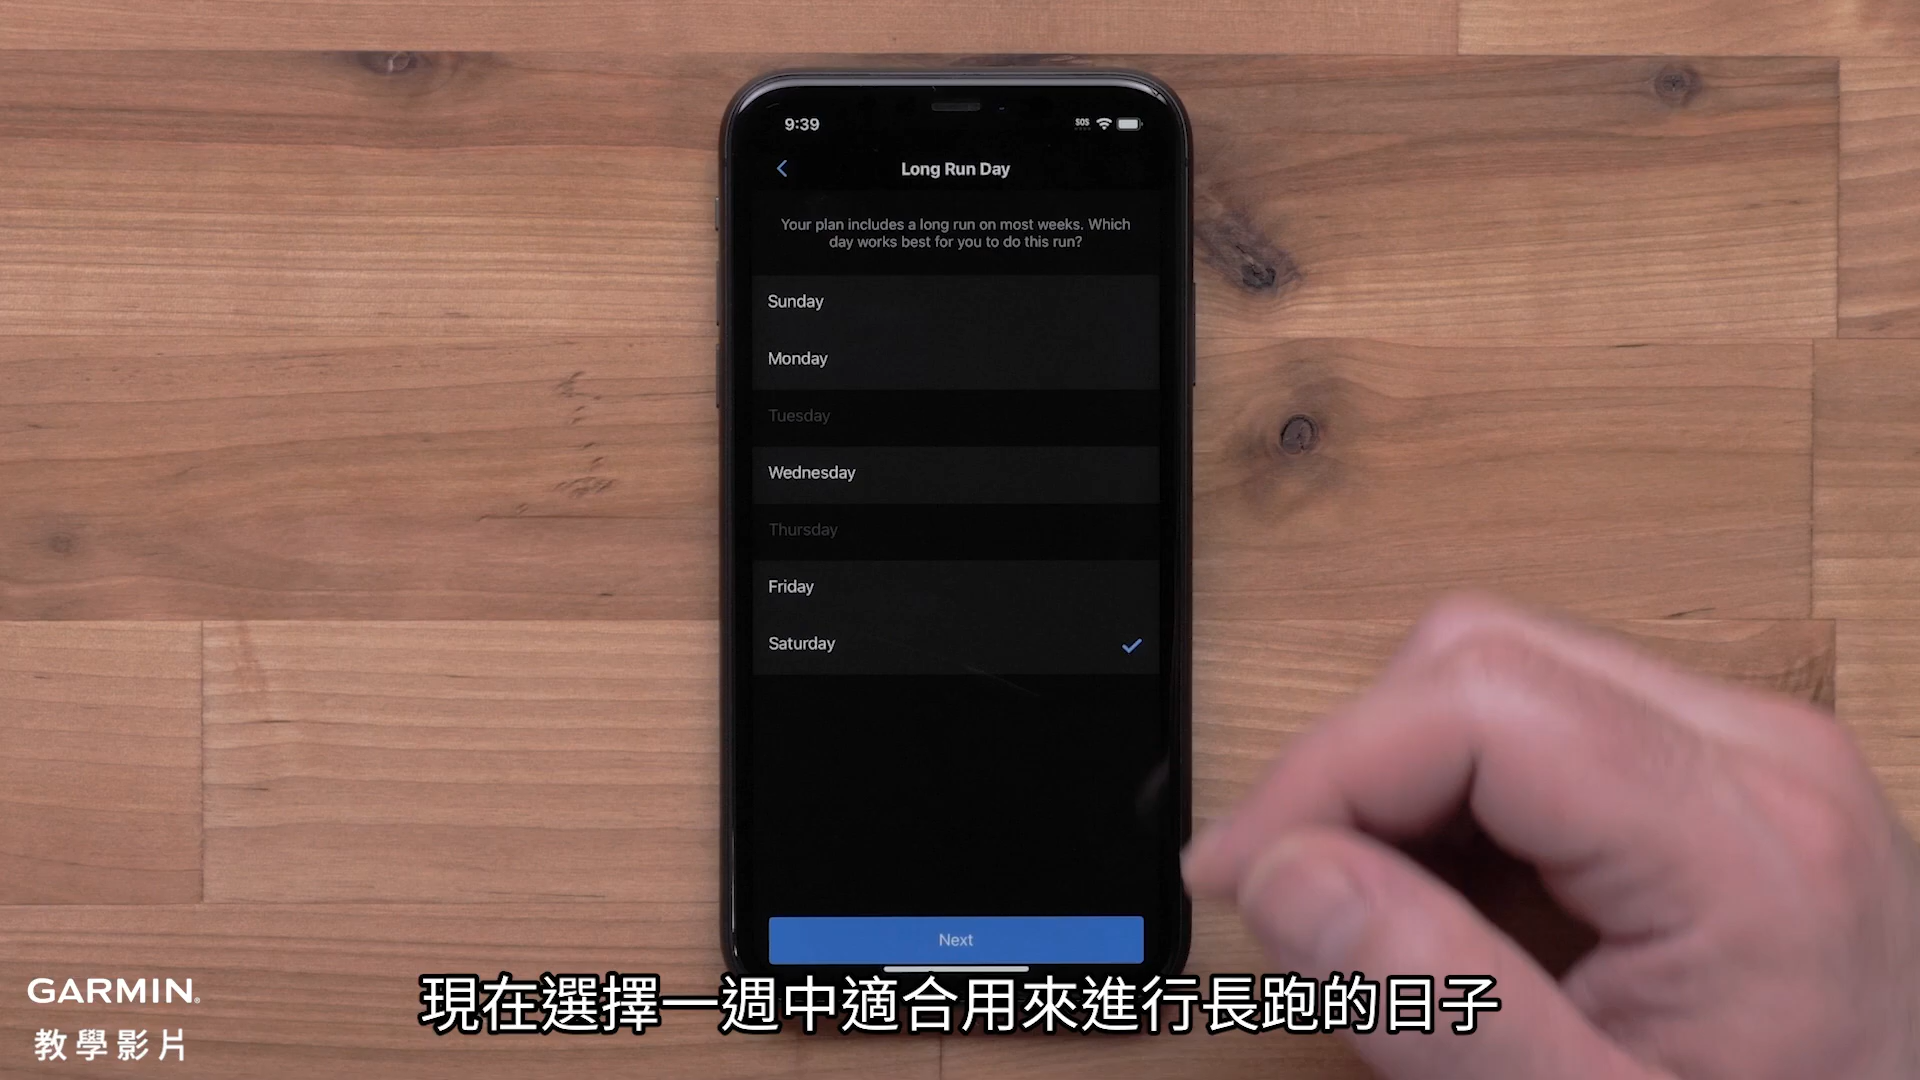 9:39
SOS
Long Run Day
Your plan includes a long run on most weeks. Which
day works best for you to do this run?
Sunday
Monday
Tuesday
Wednesday
Thursday
Friday
Saturday
Next
現在選擇一週中適合用來進行長跑的日子
GARMIN®
教學影片